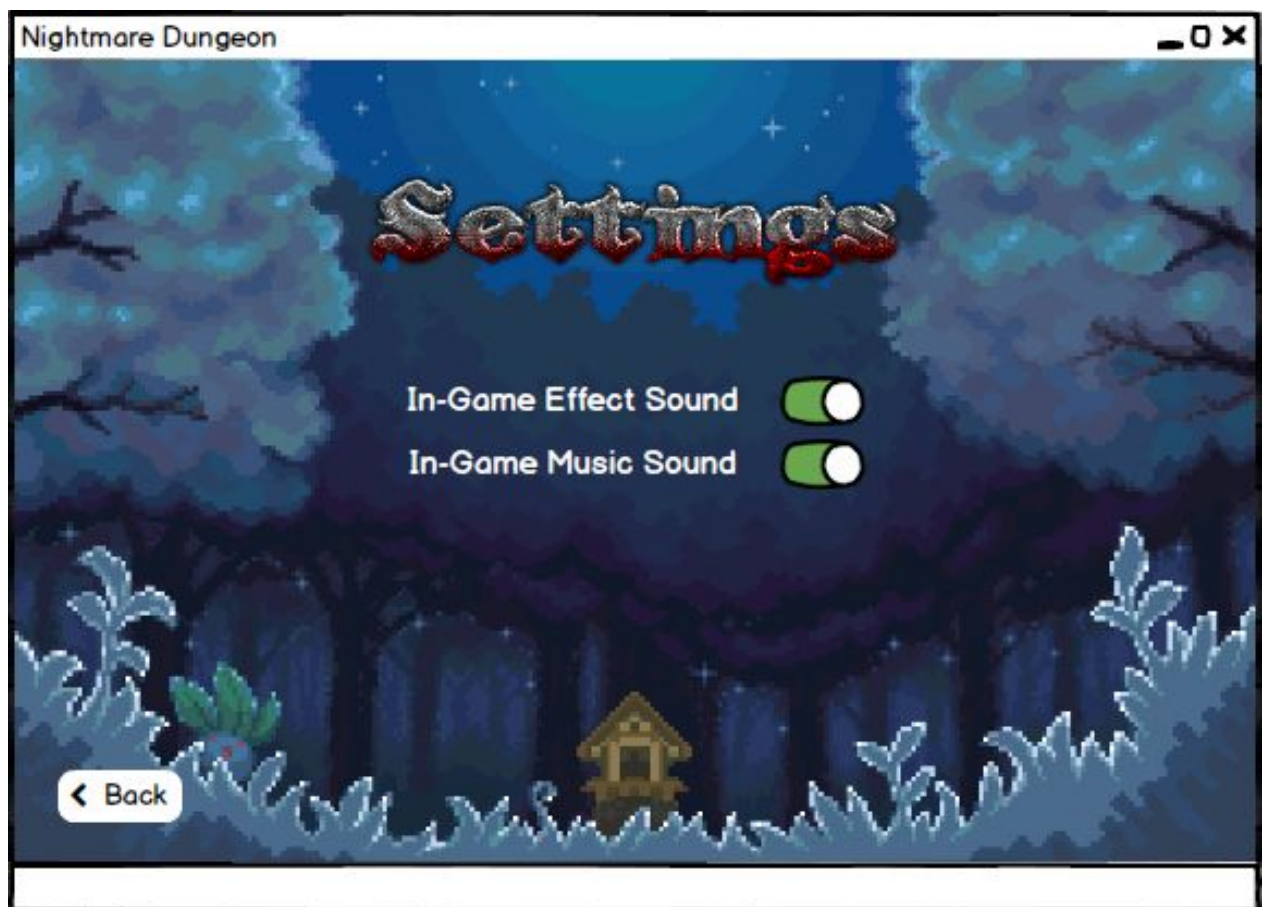 Nightmare Dungeon
Settings
In-Game Effect Sound
In-Game Music Sound
Back